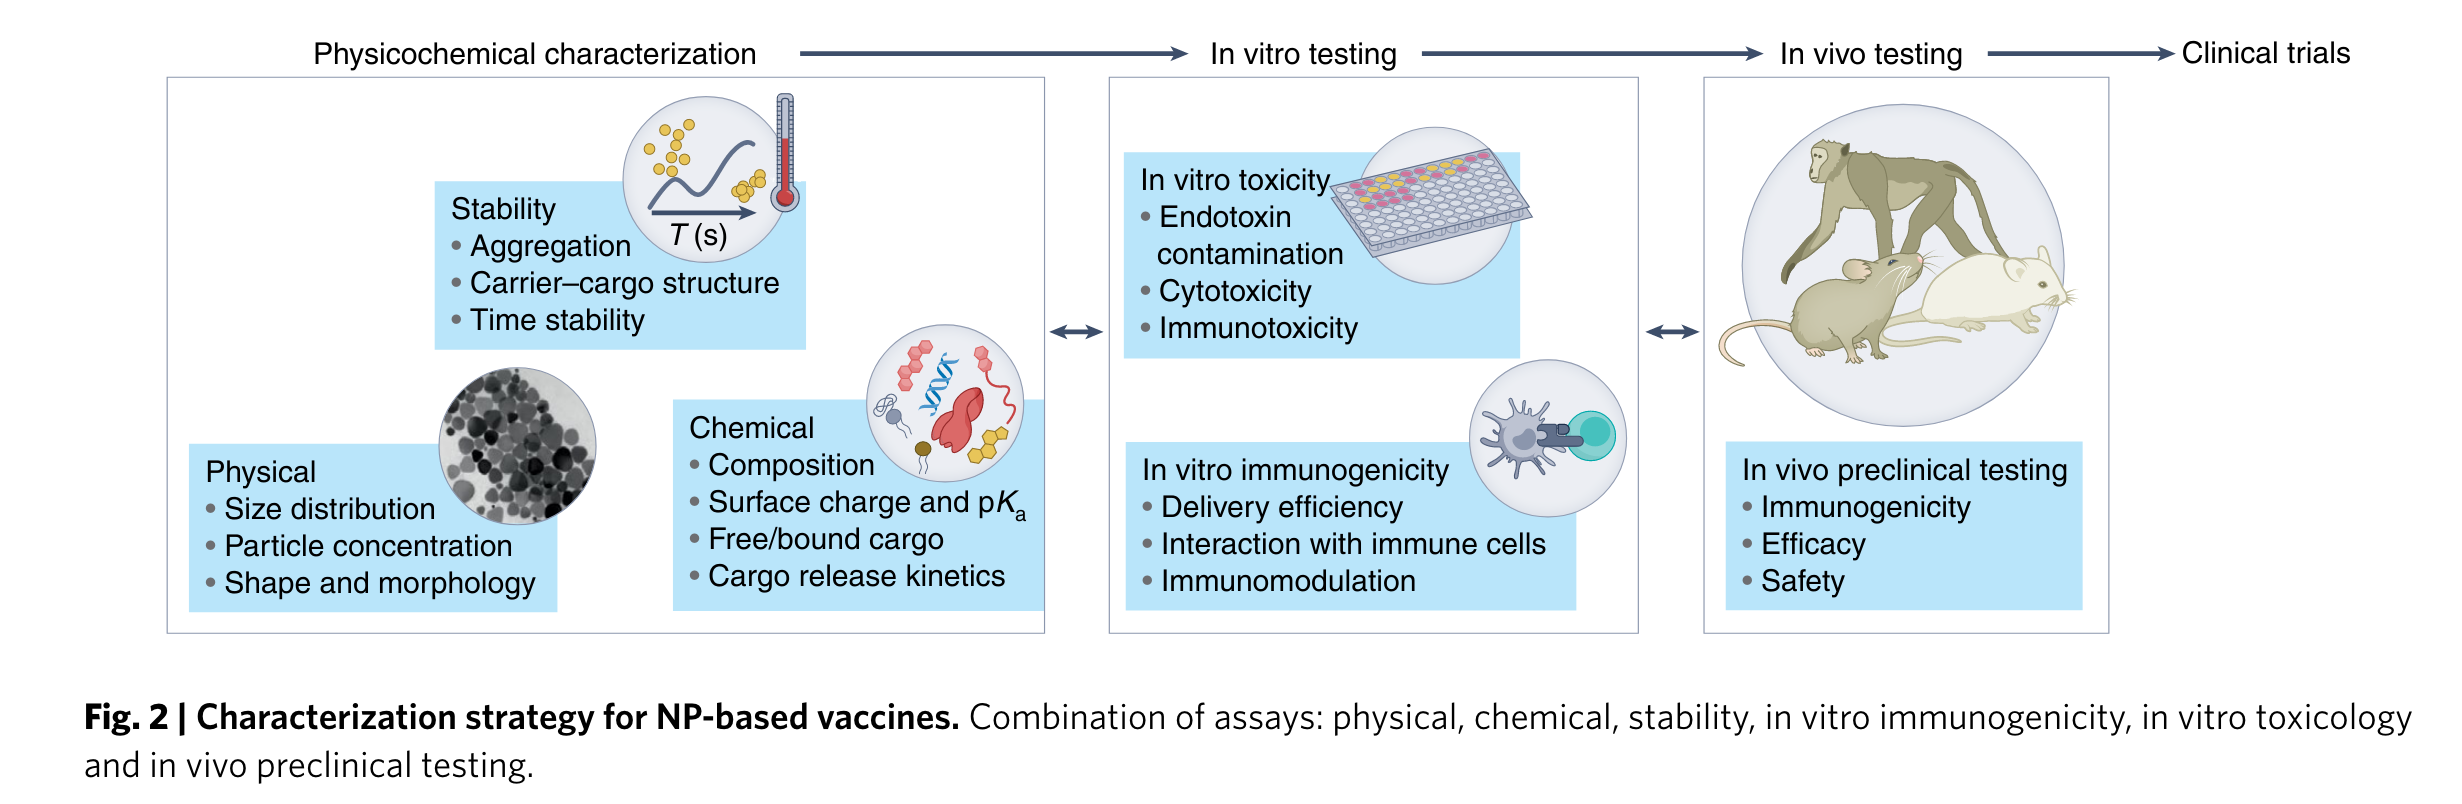 Physicochemical characterization
In vitro testing
In vivo testing
Clinical trials
T (s)
Stability
• Aggregation
• Carrier–cargo structure
• Time stability
Physical
• Size distribution
• Particle concentration
• Shape and morphology
Chemical
• Composition
• Surface charge and pKa
• Free/bound cargo
• Cargo release kinetics
In vitro toxicity
• Endotoxin
contamination
• Cytotoxicity
• Immunotoxicity
In vitro immunogenicity
• Delivery efficiency
• Interaction with immune cells
• Immunomodulation
In vivo preclinical testing
• Immunogenicity
• Efficacy
• Safety
Fig. 2 | Characterization strategy for NP-based vaccines. Combination of assays: physical, chemical, stability, in vitro immunogenicity, in vitro toxicology
and in vivo preclinical testing.